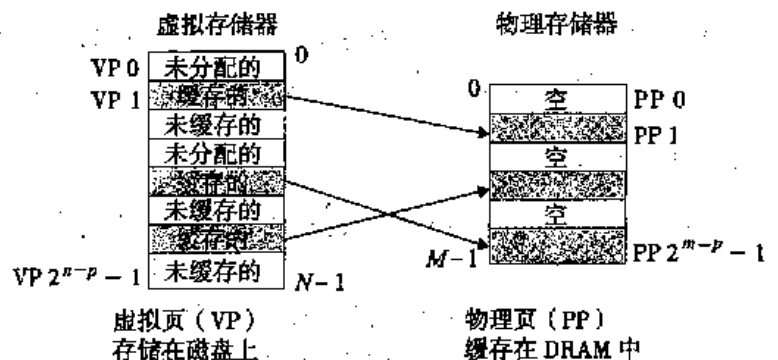 虚拟存储器
物理存储器
VP 0
未分配的
0
VP 1
缓存的
未缓存的
未分配的
缓存的
未缓存的
缓存的
VP 2^{n-p} - 1
未缓存的
N-1
0
空
PP 0
PP 1
空
空
M-1
PP 2^{m-p} - 1
虚拟页（VP）
存储在磁盘上
物理页（PP）
缓存在 DRAM 中